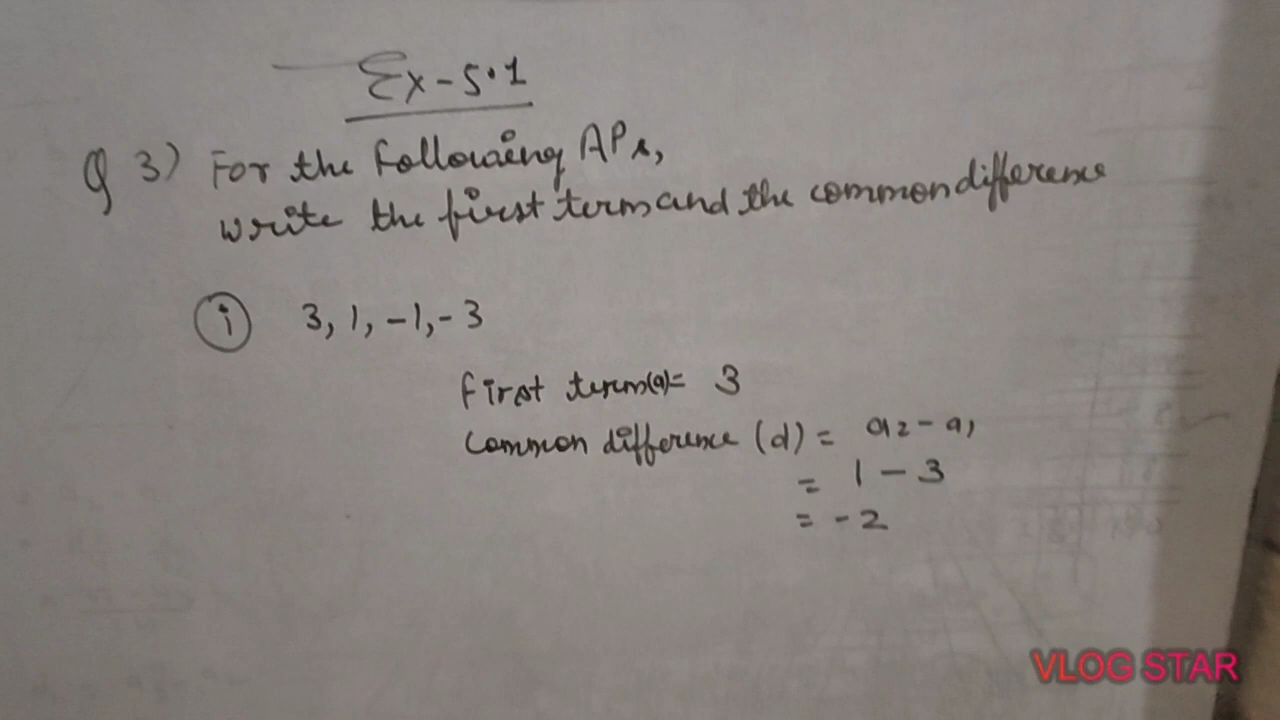 Ex-5.1
Q 3) For the following APs,
write the first term and the common difference
(i) 3, 1, -1, -3
first term(a)= 3
Common difference (d) = a2 - a1
= 1 - 3
= -2
VLOG STAR